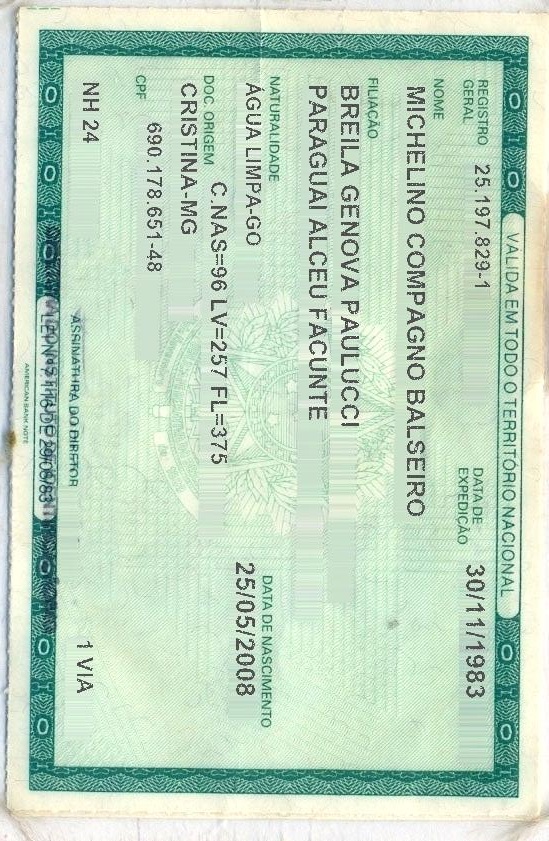 VÁLIDA EM TODO O TERRITÓRIO NACIONAL
REGISTRO GERAL 25.197.829-1 DATA DE EXPEDIÇÃO 30/11/1983
NOME
MICHELINO COMPAGNO BALSEIRO
FILIAÇÃO
BREILA GENOVA PAULUCCI
PARAGUAI ALCEU FACUNTE
NATURALIDADE DATA DE NASCIMENTO
ÁGUA LIMPA-GO 25/05/2008
DOC. ORIGEM C.NAS=96 LV=257 FL=375
CRISTINA-MG
CPF 690.178.651-48
NH 24 1 VIA
ASSINATURA DO DIRETOR
LEI Nº 7.116 DE 29/08/83
AMERICAN BANK NOTE